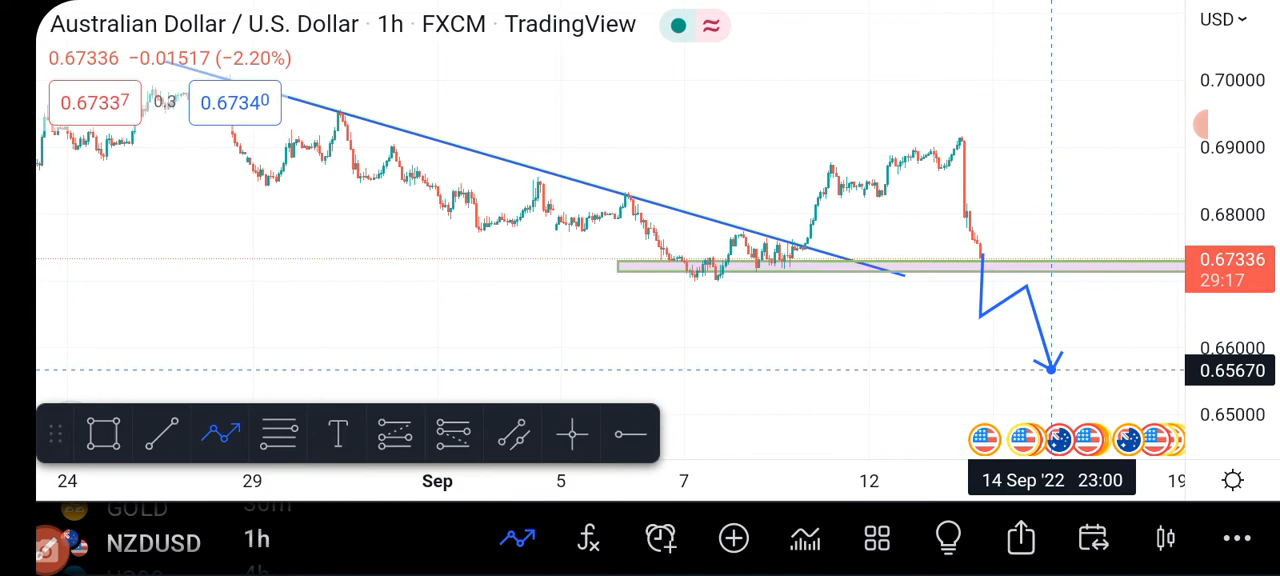 Australian Dollar / U.S. Dollar · 1h · FXCM · TradingView
USD
0.67336 −0.01517 (−2.20%)
0.67337 0.3 0.67340
0.70000
0.69000
0.68000
0.67336
29:17
0.66000
0.65670
0.65000
T
24 29 Sep 5 7 12 14 Sep '22 23:00 19
GOLD 30m
NZDUSD 1h